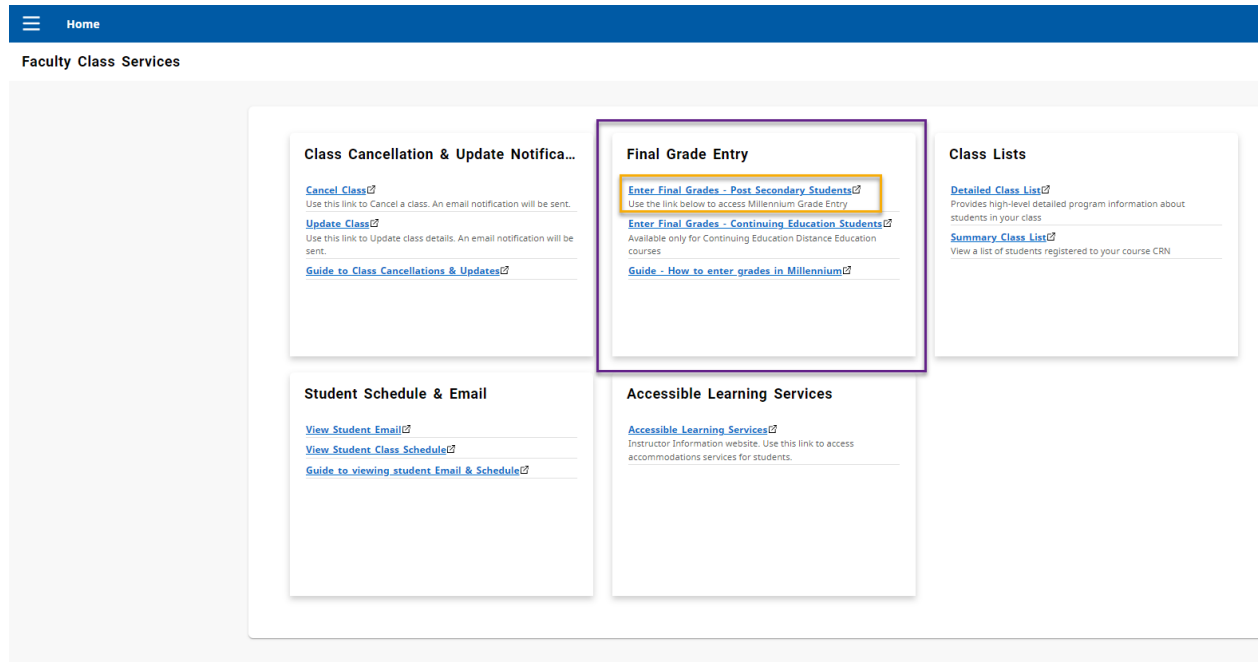 Home
Faculty Class Services
Class Cancellation & Update Notifica...
Cancel Class
Use this link to Cancel a class. An email notification will be sent.
Update Class
Use this link to Update class details. An email notification will be
sent.
Guide to Class Cancellations & Updates
Final Grade Entry
Enter Final Grades - Post Secondary Students
Use the link below to access Millennium Grade Entry
Enter Final Grades - Continuing Education Students
Available only for Continuing Education Distance Education
courses
Guide - How to enter grades in Millennium
Class Lists
Detailed Class List
Provides high-level detailed program information about
students in your class
Summary Class List
View a list of students registered to your course CRN
Student Schedule & Email
View Student Email
View Student Class Schedule
Guide to viewing student Email & Schedule
Accessible Learning Services
Accessible Learning Services
Instructor Information website. Use this link to access
accommodations services for students.